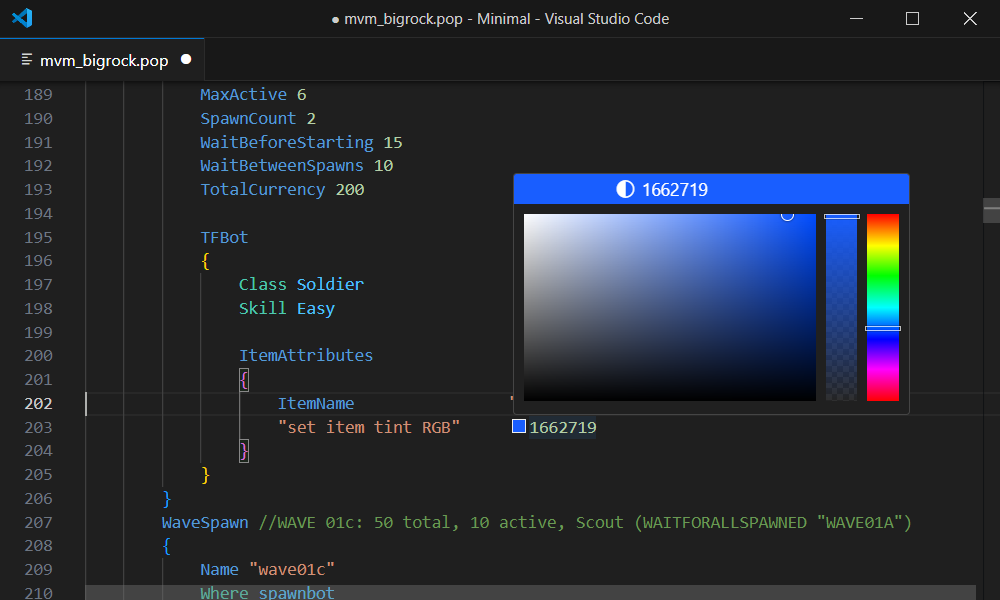 ● mvm_bigrock.pop - Minimal - Visual Studio Code
mvm_bigrock.pop ●
189 MaxActive 6
190 SpawnCount 2
191 WaitBeforeStarting 15
192 WaitBetweenSpawns 10
193 TotalCurrency 200
1662719
194
195 TFBot
196 {
197 Class Soldier
198 Skill Easy
199
200 ItemAttributes
201 {
202 ItemName "
203 "set item tint RGB" 1662719
204 }
205 }
206 }
207 WaveSpawn //WAVE 01c: 50 total, 10 active, Scout (WAITFORALLSPAWNED "WAVE01A")
208 {
209 Name "wave01c"
210 Where spawnbot